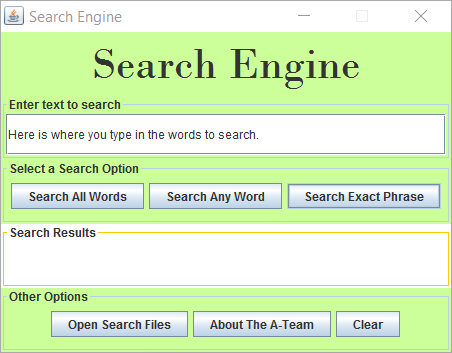 Search Engine
Search Engine
Enter text to search
Here is where you type in the words to search.
Select a Search Option
Search All Words Search Any Word Search Exact Phrase
Search Results
Other Options
Open Search Files About The A-Team Clear